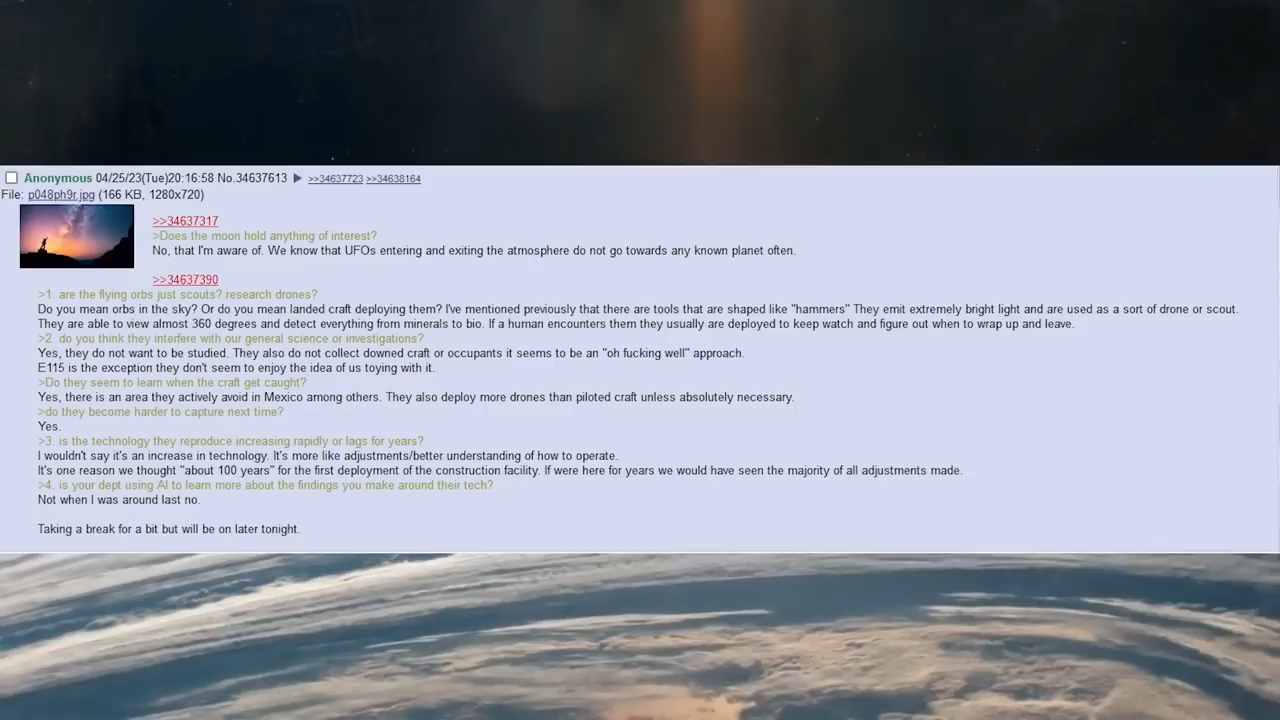 Anonymous 04/25/23(Tue)20:16:58 No.34637613 ▶ >>34637723 >>34638164
File: p048ph9r.jpg (166 KB, 1280x720)
>>34637317
>Does the moon hold anything of interest?
No, that I'm aware of. We know that UFOs entering and exiting the atmosphere do not go towards any known planet often.
>>34637390
>1. are the flying orbs just scouts? research drones?
Do you mean orbs in the sky? Or do you mean landed craft deploying them? I've mentioned previously that there are tools that are shaped like "hammers" They emit extremely bright light and are used as a sort of drone or scout.
They are able to view almost 360 degrees and detect everything from minerals to bio. If a human encounters them they usually are deployed to keep watch and figure out when to wrap up and leave.
>2. do you think they interfere with our general science or investigations?
Yes, they do not want to be studied. They also do not collect downed craft or occupants it seems to be an "oh fucking well" approach.
E115 is the exception they don't seem to enjoy the idea of us toying with it.
>Do they seem to learn when the craft get caught?
Yes, there is an area they actively avoid in Mexico among others. They also deploy more drones than piloted craft unless absolutely necessary.
>do they become harder to capture next time?
Yes.
>3. is the technology they reproduce increasing rapidly or lags for years?
I wouldn't say it's an increase in technology. It's more like adjustments/better understanding of how to operate.
It's one reason we thought "about 100 years" for the first deployment of the construction facility. If were here for years we would have seen the majority of all adjustments made.
>4. is your dept using AI to learn more about the findings you make around their tech?
Not when I was around last no.
Taking a break for a bit but will be on later tonight.